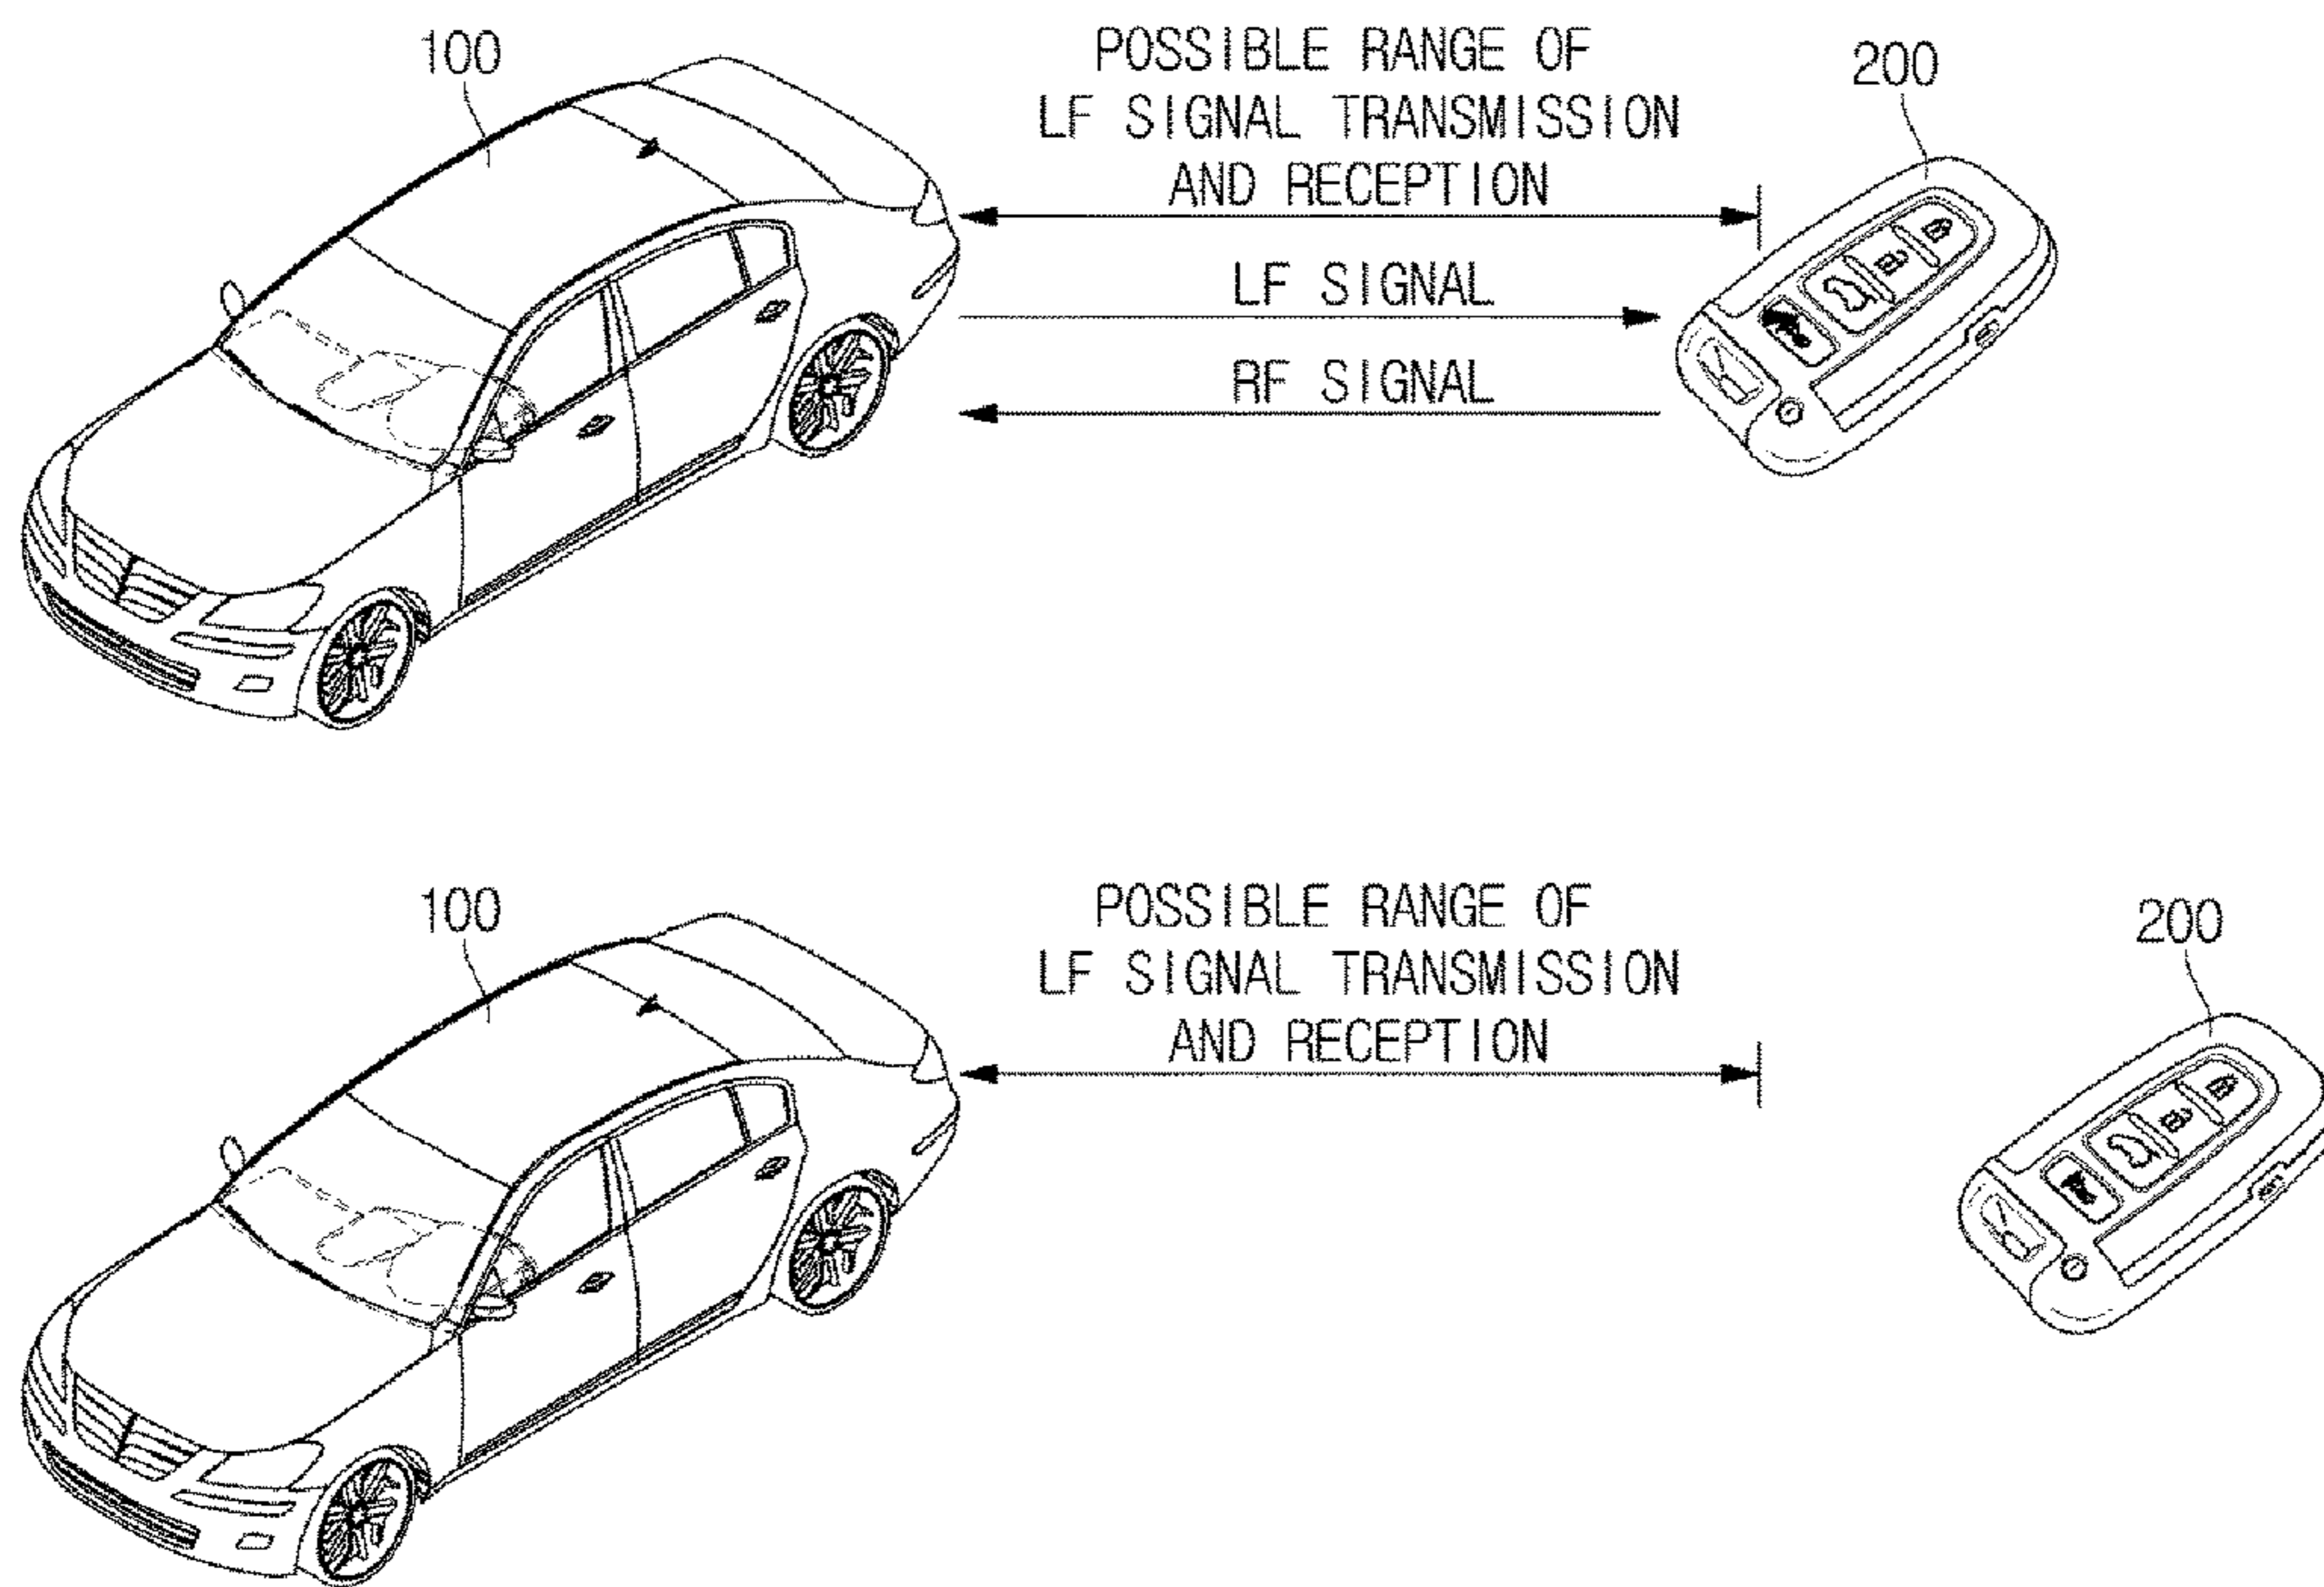 100
POSSIBLE RANGE OF
LF SIGNAL TRANSMISSION
AND RECEPTION
200
LF SIGNAL
RF SIGNAL
100
POSSIBLE RANGE OF
LF SIGNAL TRANSMISSION
AND RECEPTION
200